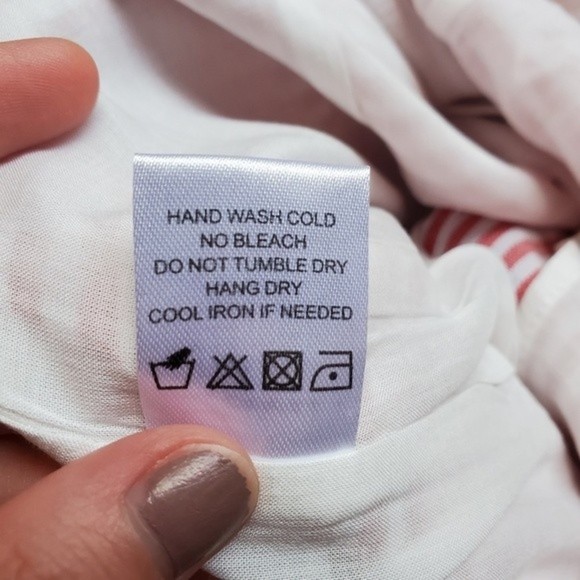 HAND WASH COLD
NO BLEACH
DO NOT TUMBLE DRY
HANG DRY
COOL IRON IF NEEDED